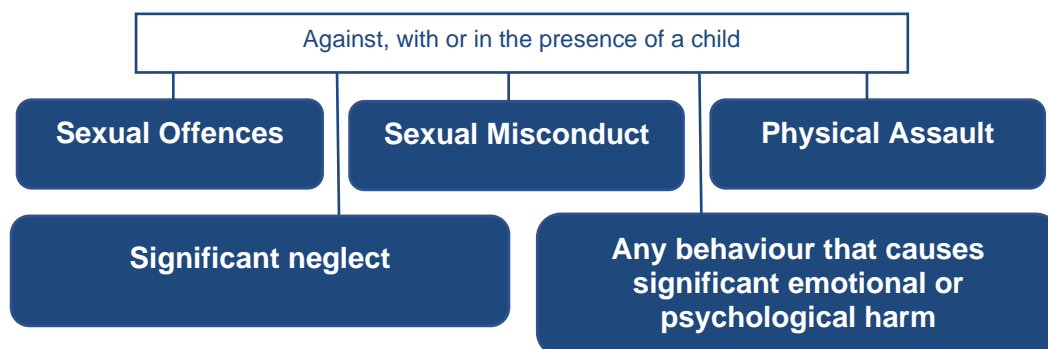 Against, with or in the presence of a child
Sexual Offences
Sexual Misconduct
Physical Assault
Significant neglect
Any behaviour that causes
significant emotional or
psychological harm